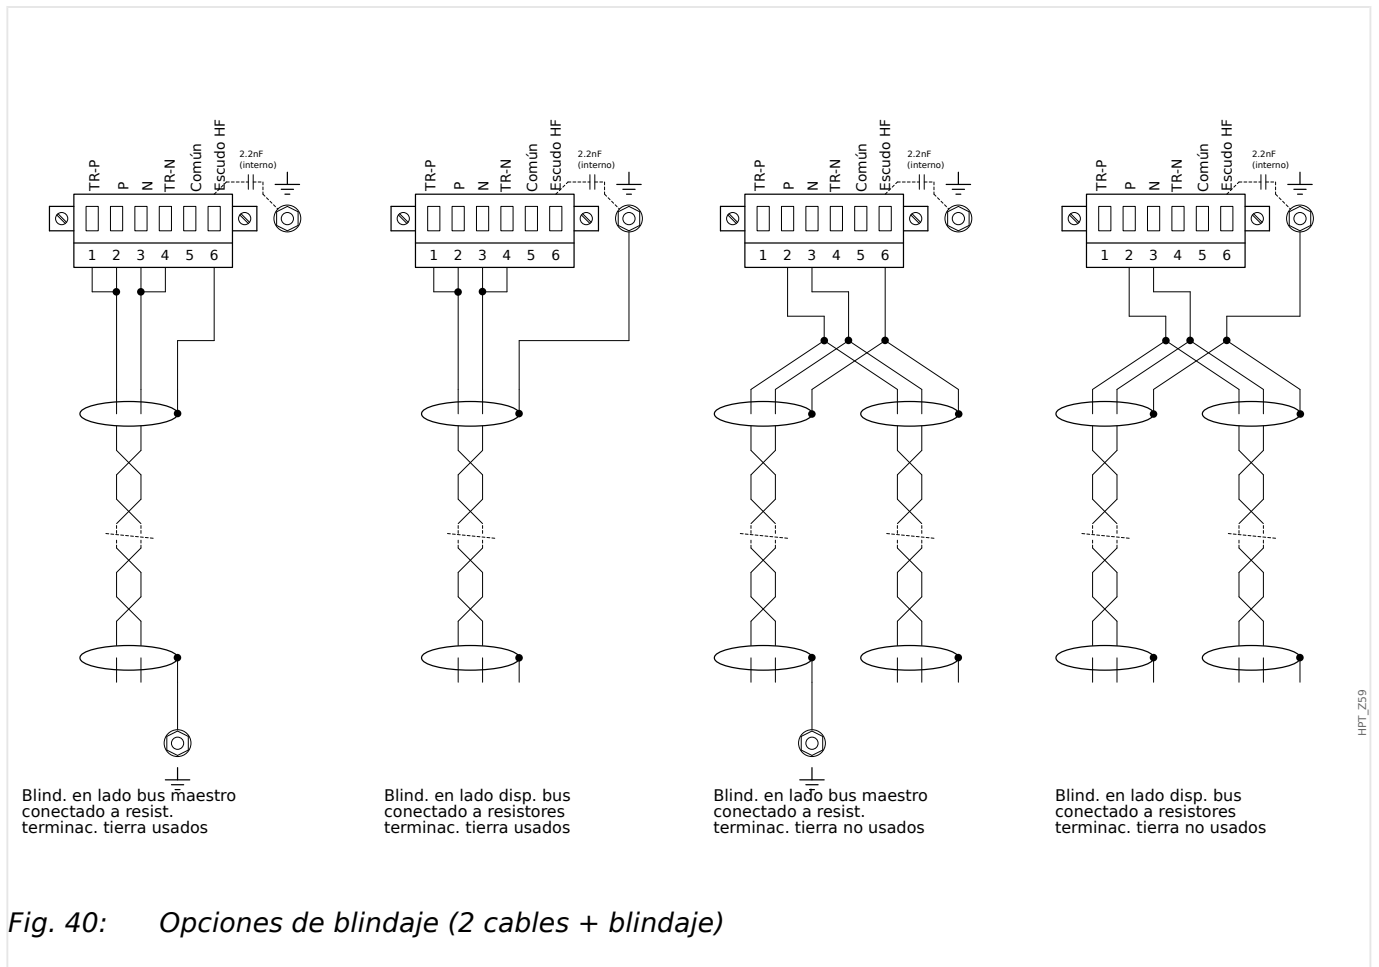 TR-P
P
N
TR-N
Común
Escudo HF
2.2nF
(interno)
1 2 3 4 5 6
Blind. en lado bus maestro
conectado a resist.
terminac. tierra usados
TR-P
P
N
TR-N
Común
Escudo HF
2.2nF
(interno)
1 2 3 4 5 6
Blind. en lado disp. bus
conectado a resistores
terminac. tierra usados
TR-P
P
N
TR-N
Común
Escudo HF
2.2nF
(interno)
1 2 3 4 5 6
Blind. en lado bus maestro
conectado a resist.
terminac. tierra no usados
TR-P
P
N
TR-N
Común
Escudo HF
2.2nF
(interno)
1 2 3 4 5 6
Blind. en lado disp. bus
conectado a resistores
terminac. tierra no usados
HPT_Z59
Fig. 40: Opciones de blindaje (2 cables + blindaje)